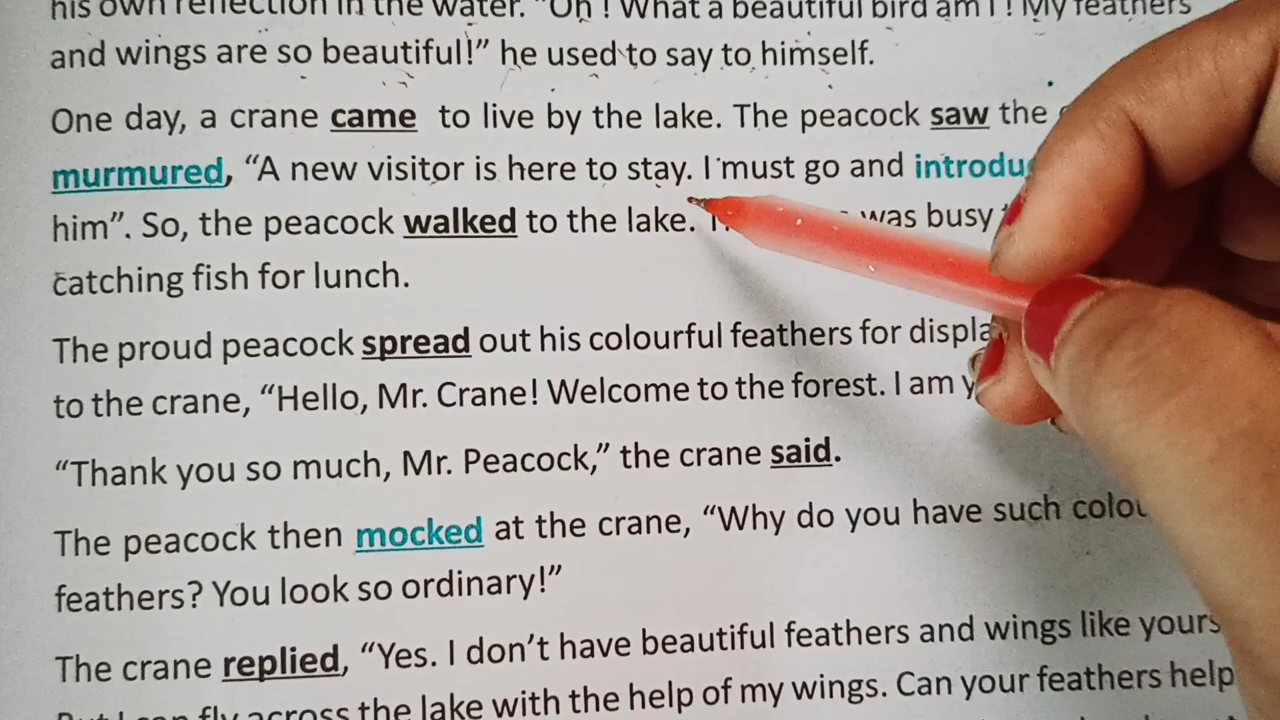 his own reflection in the water. "Oh ! What a beautiful bird am I ! My feathers
and wings are so beautiful!" he used to say to himself.
One day, a crane came to live by the lake. The peacock saw the
murmured, "A new visitor is here to stay. I must go and
him". So, the peacock walked to the lake. was busy
catching fish for lunch.
The proud peacock spread out his colourful feathers for
to the crane, "Hello, Mr. Crane! Welcome to the forest. I am
"Thank you so much, Mr. Peacock," the crane said.
The peacock then mocked at the crane, "Why do you have such
feathers? You look so ordinary!"
The crane replied, "Yes. I don't have beautiful feathers and wings like yours
But I can fly across the lake with the help of my wings. Can your feathers help